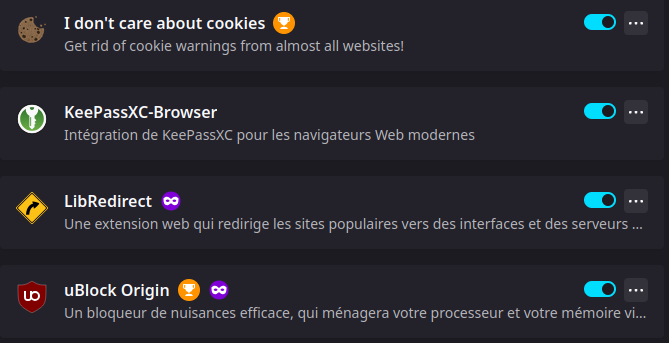 I don't care about cookies
Get rid of cookie warnings from almost all websites!
KeePassXC-Browser
Intégration de KeePassXC pour les navigateurs Web modernes
LibRedirect
Une extension web qui redirige les sites populaires vers des interfaces et des serveurs ...
uBlock Origin
Un bloqueur de nuisances efficace, qui ménagera votre processeur et votre mémoire vi...